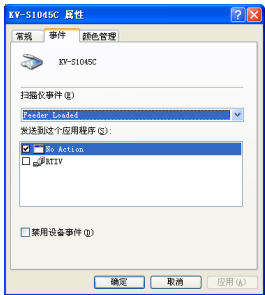 KV-S1045C 属性
常规 事件 颜色管理
KV-S1045C
扫描仪事件(E)
Feeder Loaded
发送到这个应用程序(S):
No Action
RTIV
禁用设备事件(D)
确定 取消 应用(A)